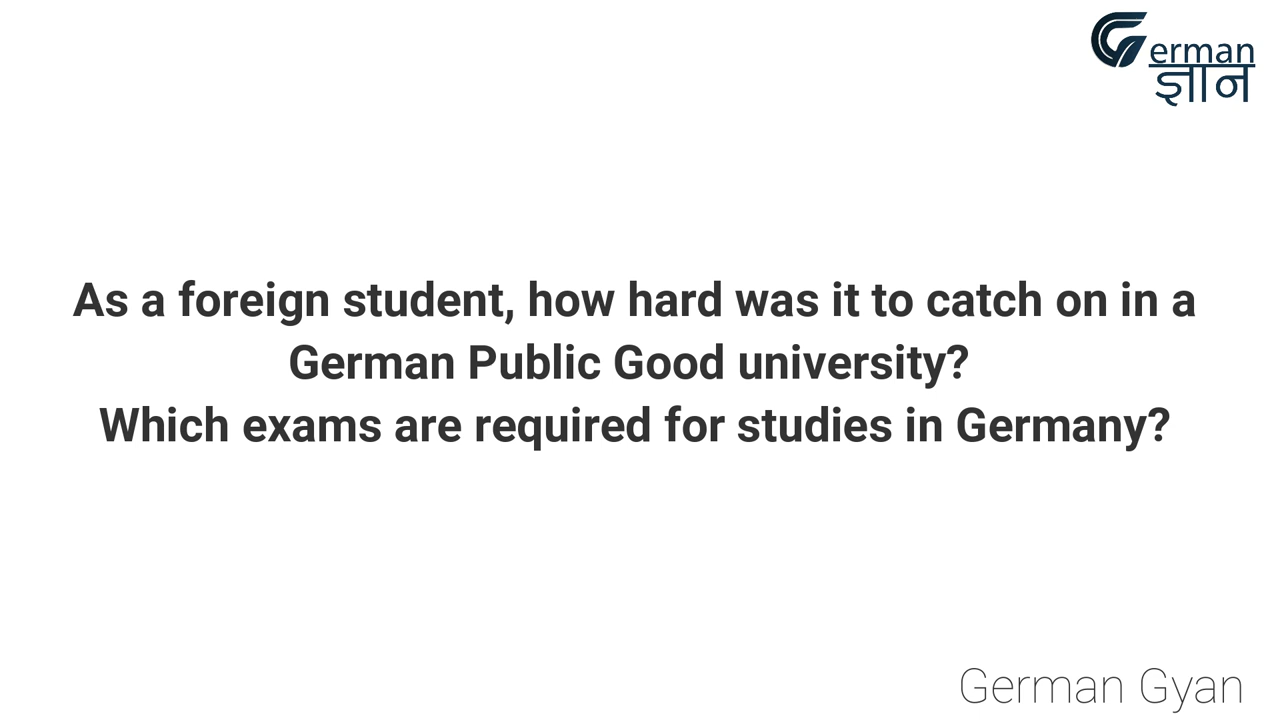 German
ज्ञान
As a foreign student, how hard was it to catch on in a
German Public Good university?
Which exams are required for studies in Germany?
German Gyan